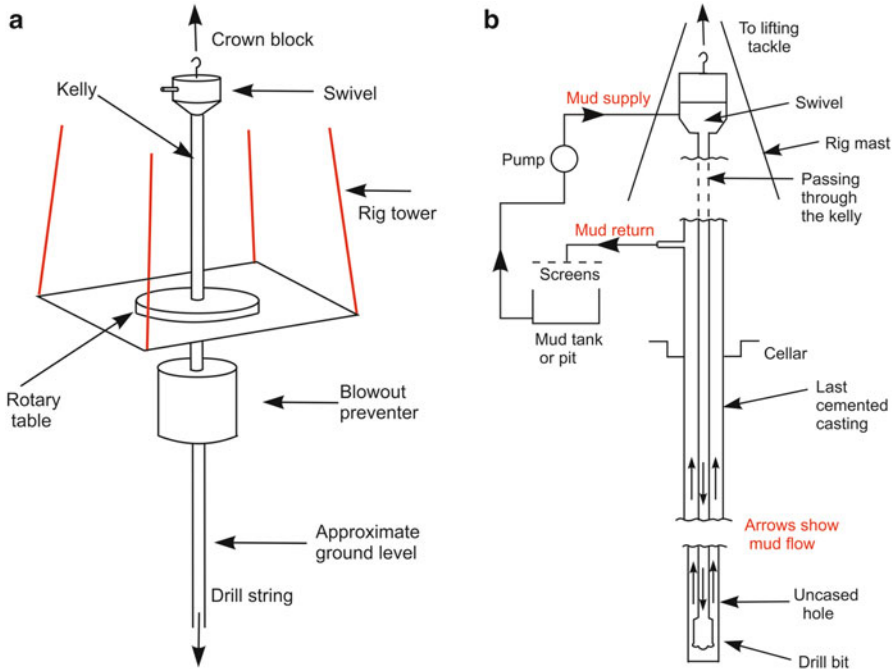 a
Crown block
Kelly
Swivel
Rig tower
Rotary
table
Blowout
preventer
Approximate
ground level
Drill string
b
To lifting
tackle
Mud supply
Swivel
Pump
Rig mast
Passing
through
the kelly
Mud return
Screens
Mud tank
or pit
Cellar
Last
cemented
casting
Arrows show
mud flow
Uncased
hole
Drill bit